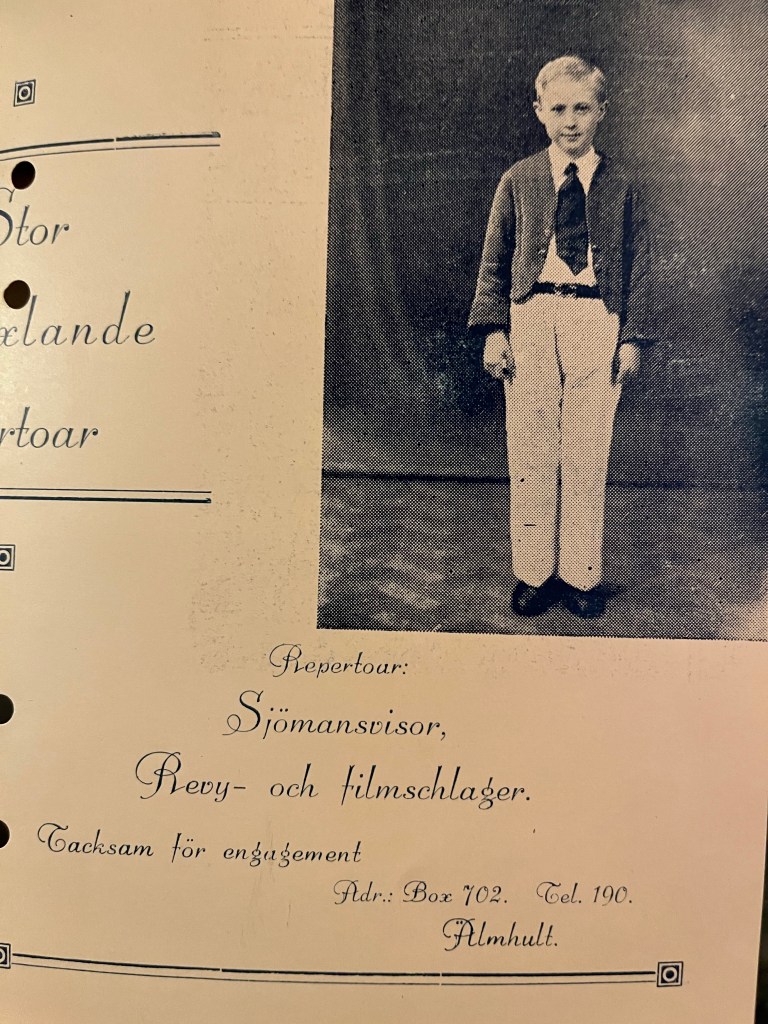 Stor
xlande
rtoar
Repertoar:
Sjömansvisor,
Revy- och filmschlager.
Tacksam för engagement
Adr.: Box 702. Tel. 190.
Älmhult.